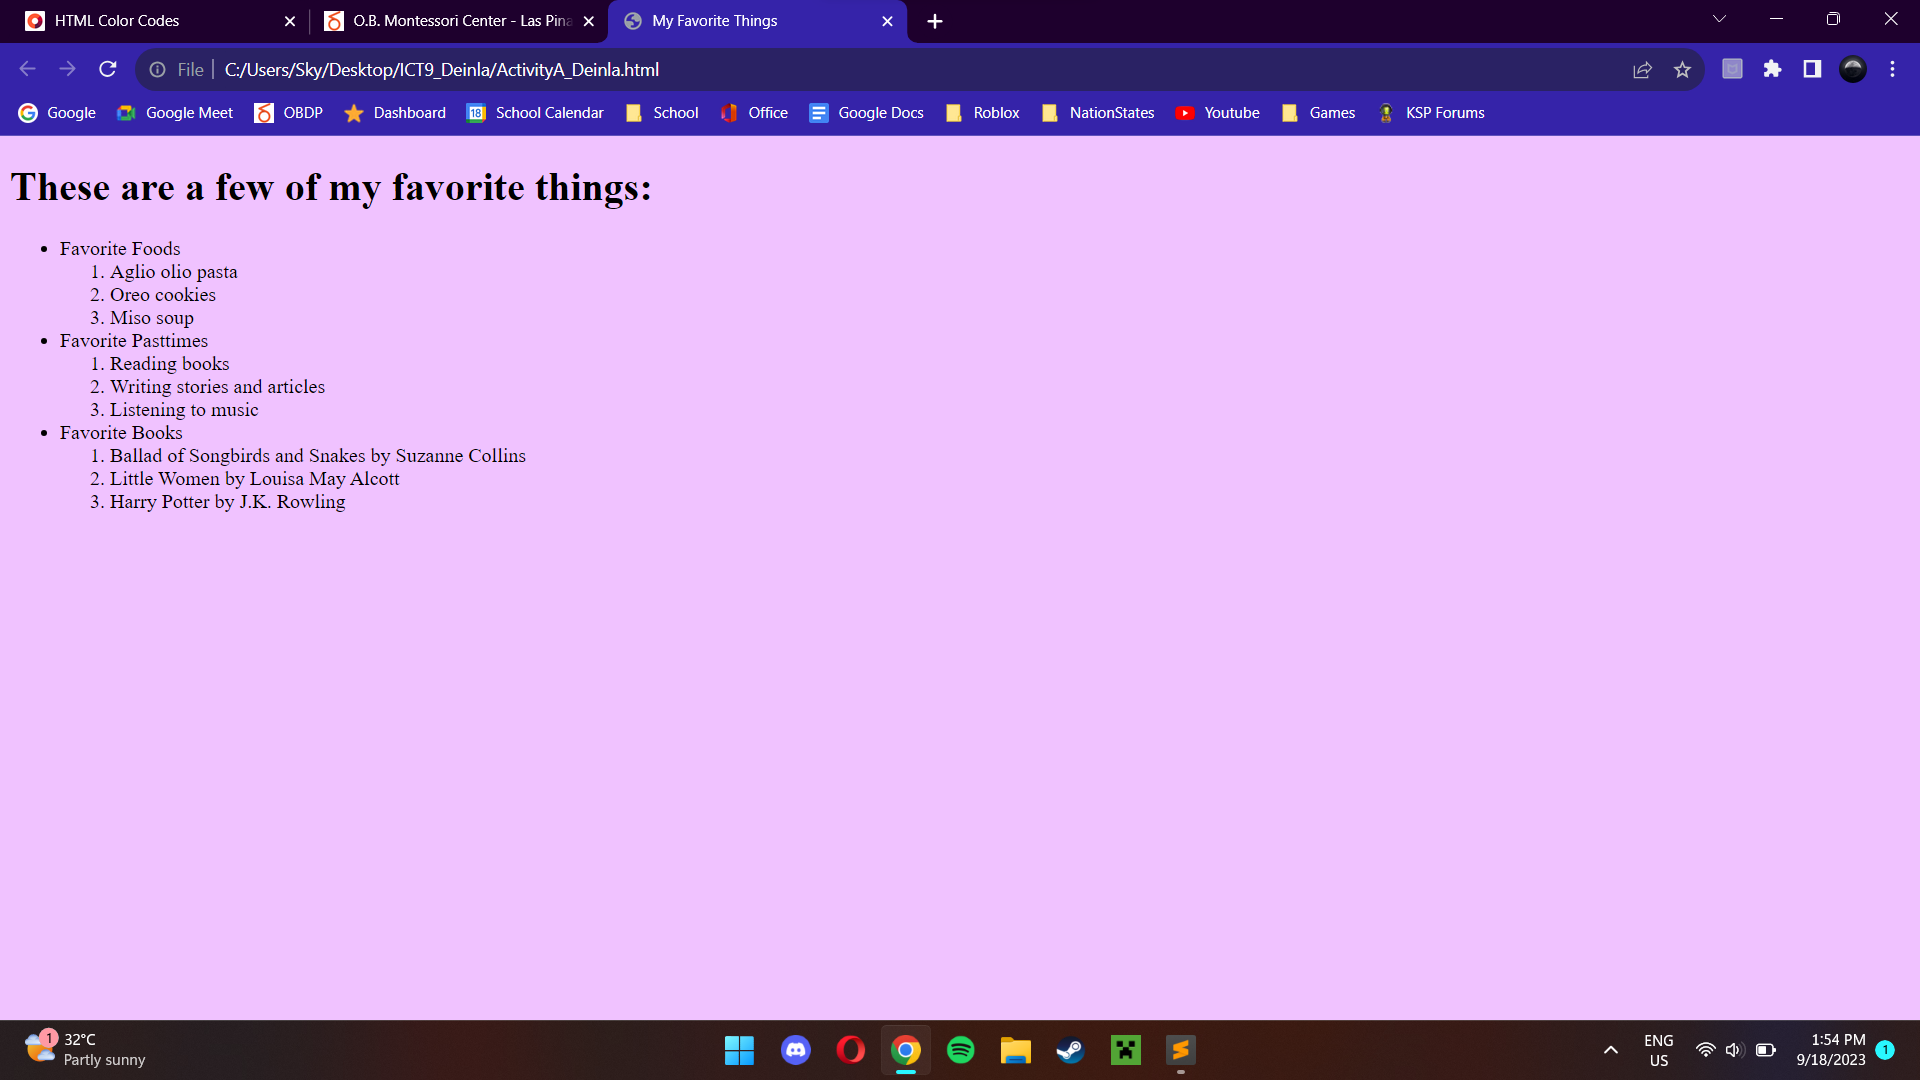 HTML Color Codes
O.B. Montessori Center - Las Pina
My Favorite Things
File
C:/Users/Sky/Desktop/ICT9_Deinla/ActivityA_Deinla.html
Google
Google Meet
OBDP
Dashboard
18
School Calendar
School
Office
Google Docs
Roblox
NationStates
Youtube
Games
KSP Forums
These are a few of my favorite things:
• Favorite Foods
1. Aglio olio pasta
2. Oreo cookies
3. Miso soup
• Favorite Pasttimes
1. Reading books
2. Writing stories and articles
3. Listening to music
• Favorite Books
1. Ballad of Songbirds and Snakes by Suzanne Collins
2. Little Women by Louisa May Alcott
3. Harry Potter by J.K. Rowling
1
32°C
Partly sunny
ENG
US
1:54 PM
9/18/2023
1